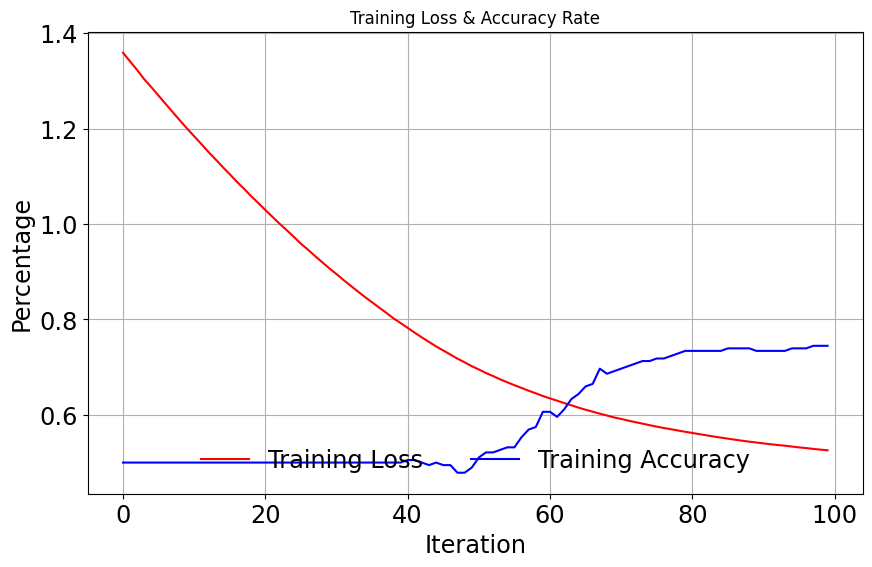 Training Loss & Accuracy Rate
1.4
1.2
1.0
0.8
0.6
Percentage
Training Loss Training Accuracy
0 20 40 60 80 100
Iteration